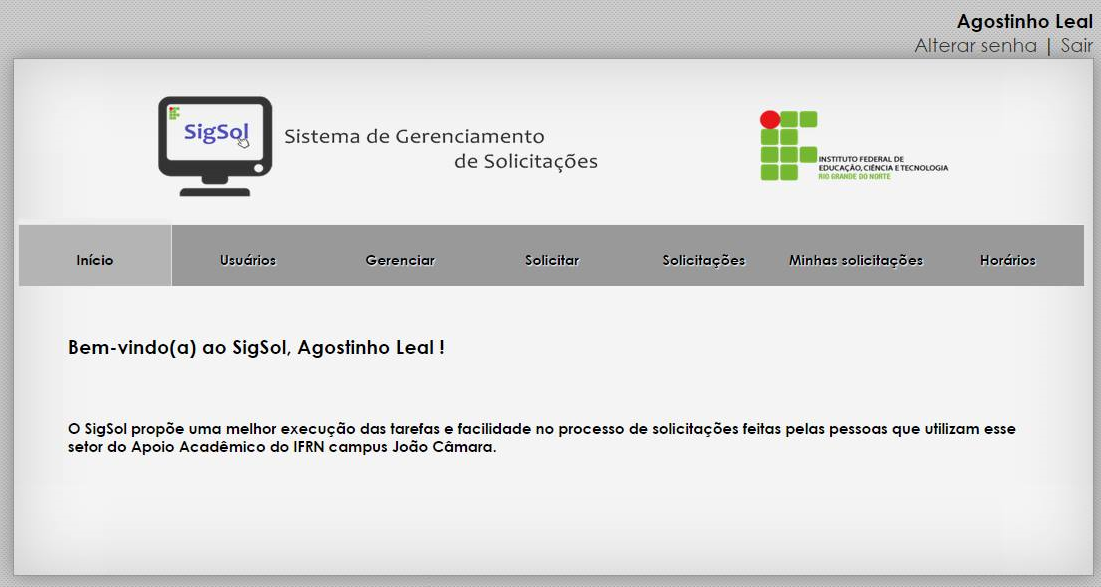 Agostinho Leal
Alterar senha | Sair
SigSol
Sistema de Gerenciamento
de Solicitações
INSTITUTO FEDERAL DE
EDUCAÇÃO, CIÊNCIA E TECNOLOGIA
RIO GRANDE DO NORTE
Início Usuários Gerenciar Solicitar Solicitações Minhas solicitações Horários
Bem-vindo(a) ao SigSol, Agostinho Leal !
O SigSol propõe uma melhor execução das tarefas e facilidade no processo de solicitações feitas pelas pessoas que utilizam esse
setor do Apoio Acadêmico do IFRN campus João Câmara.